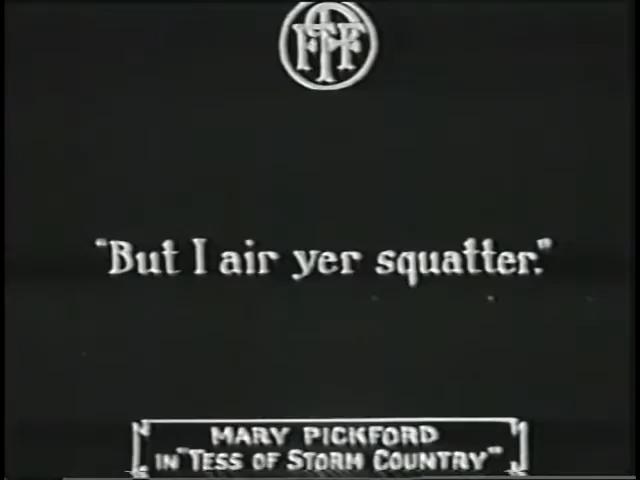 "But I air yer squatter."
MARY PICKFORD
IN "TESS OF STORM COUNTRY"